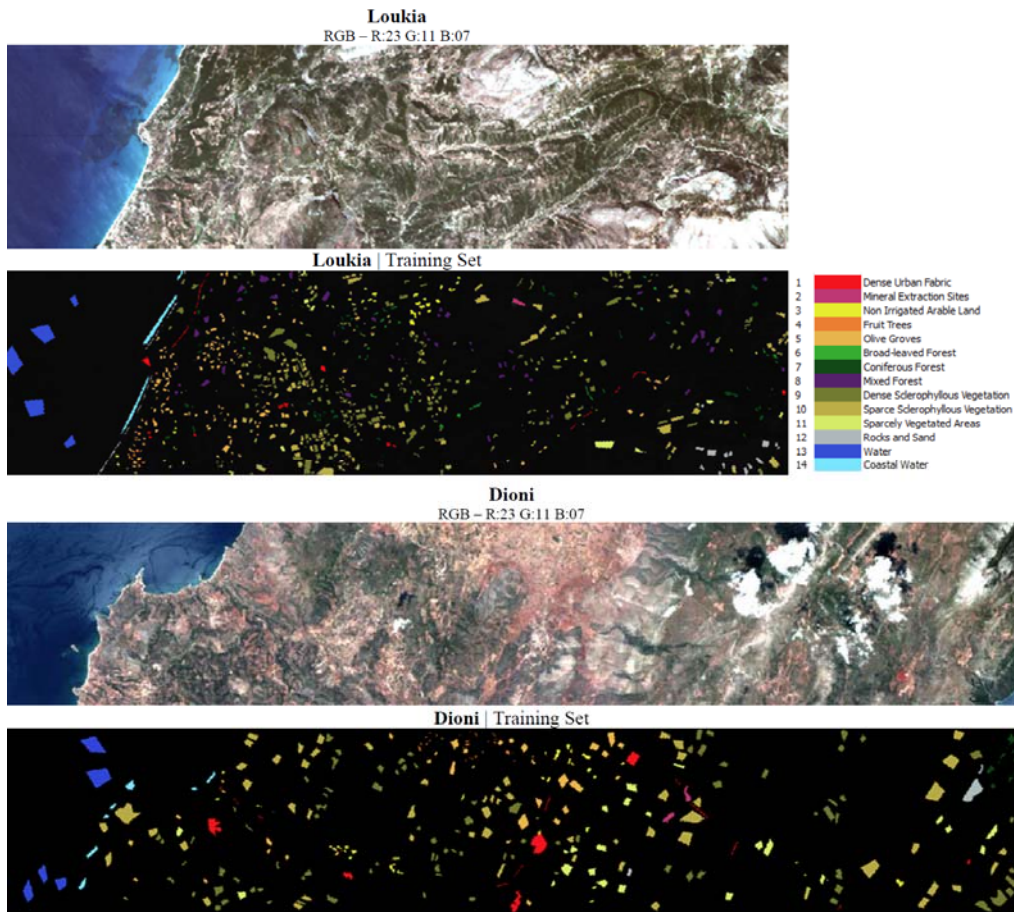 Loukia
RGB – R:23 G:11 B:07
Loukia | Training Set
1 Dense Urban Fabric
2 Mineral Extraction Sites
3 Non Irrigated Arable Land
4 Fruit Trees
5 Olive Groves
6 Broad-leaved Forest
7 Coniferous Forest
8 Mixed Forest
9 Dense Sclerophyllous Vegetation
10 Sparce Sclerophyllous Vegetation
11 Sparcely Vegetated Areas
12 Rocks and Sand
13 Water
14 Coastal Water
Dioni
RGB – R:23 G:11 B:07
Dioni | Training Set